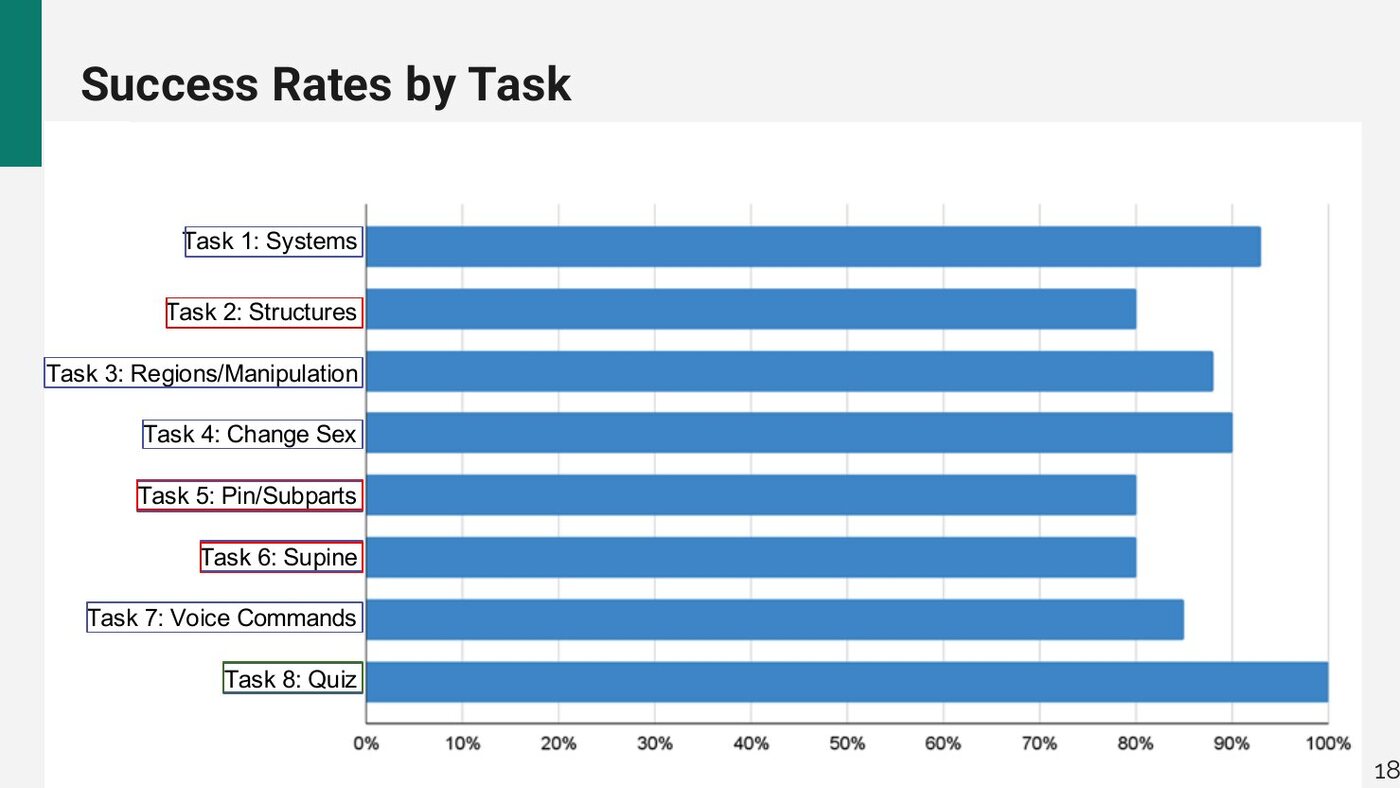 Success Rates by Task
Task 1: Systems
Task 2: Structures
Task 3: Regions/Manipulation
Task 4: Change Sex
Task 5: Pin/Subparts
Task 6: Supine
Task 7: Voice Commands
Task 8: Quiz
0% 10% 20% 30% 40% 50% 60% 70% 80% 90% 100%
18